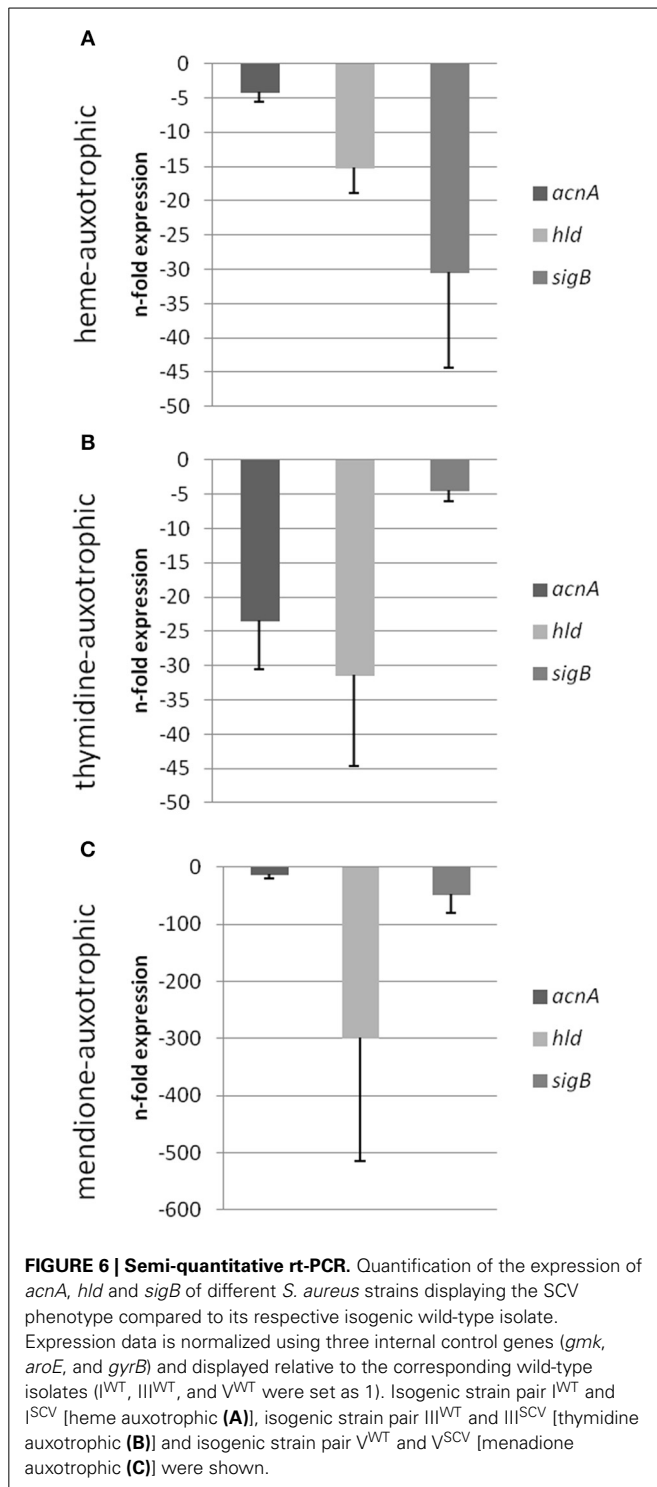 A
heme-auxotrophic
n-fold expression
0
-5
-10
-15
-20
-25
-30
-35
-40
-45
-50
acnA
hld
sigB
B
thymidine-auxotrophic
n-fold expression
0
-5
-10
-15
-20
-25
-30
-35
-40
-45
-50
acnA
hld
sigB
C
mendione-auxotrophic
n-fold expression
0
-100
-200
-300
-400
-500
-600
acnA
hld
sigB
FIGURE 6 | Semi-quantitative rt-PCR. Quantification of the expression of
acnA, hld and sigB of different S. aureus strains displaying the SCV
phenotype compared to its respective isogenic wild-type isolate.
Expression data is normalized using three internal control genes (gmk,
aroE, and gyrB) and displayed relative to the corresponding wild-type
isolates (I^WT, III^WT, and V^WT were set as 1). Isogenic strain pair I^WT and
I^SCV [heme auxotrophic (A)], isogenic strain pair III^WT and III^SCV [thymidine
auxotrophic (B)] and isogenic strain pair V^WT and V^SCV [menadione
auxotrophic (C)] were shown.